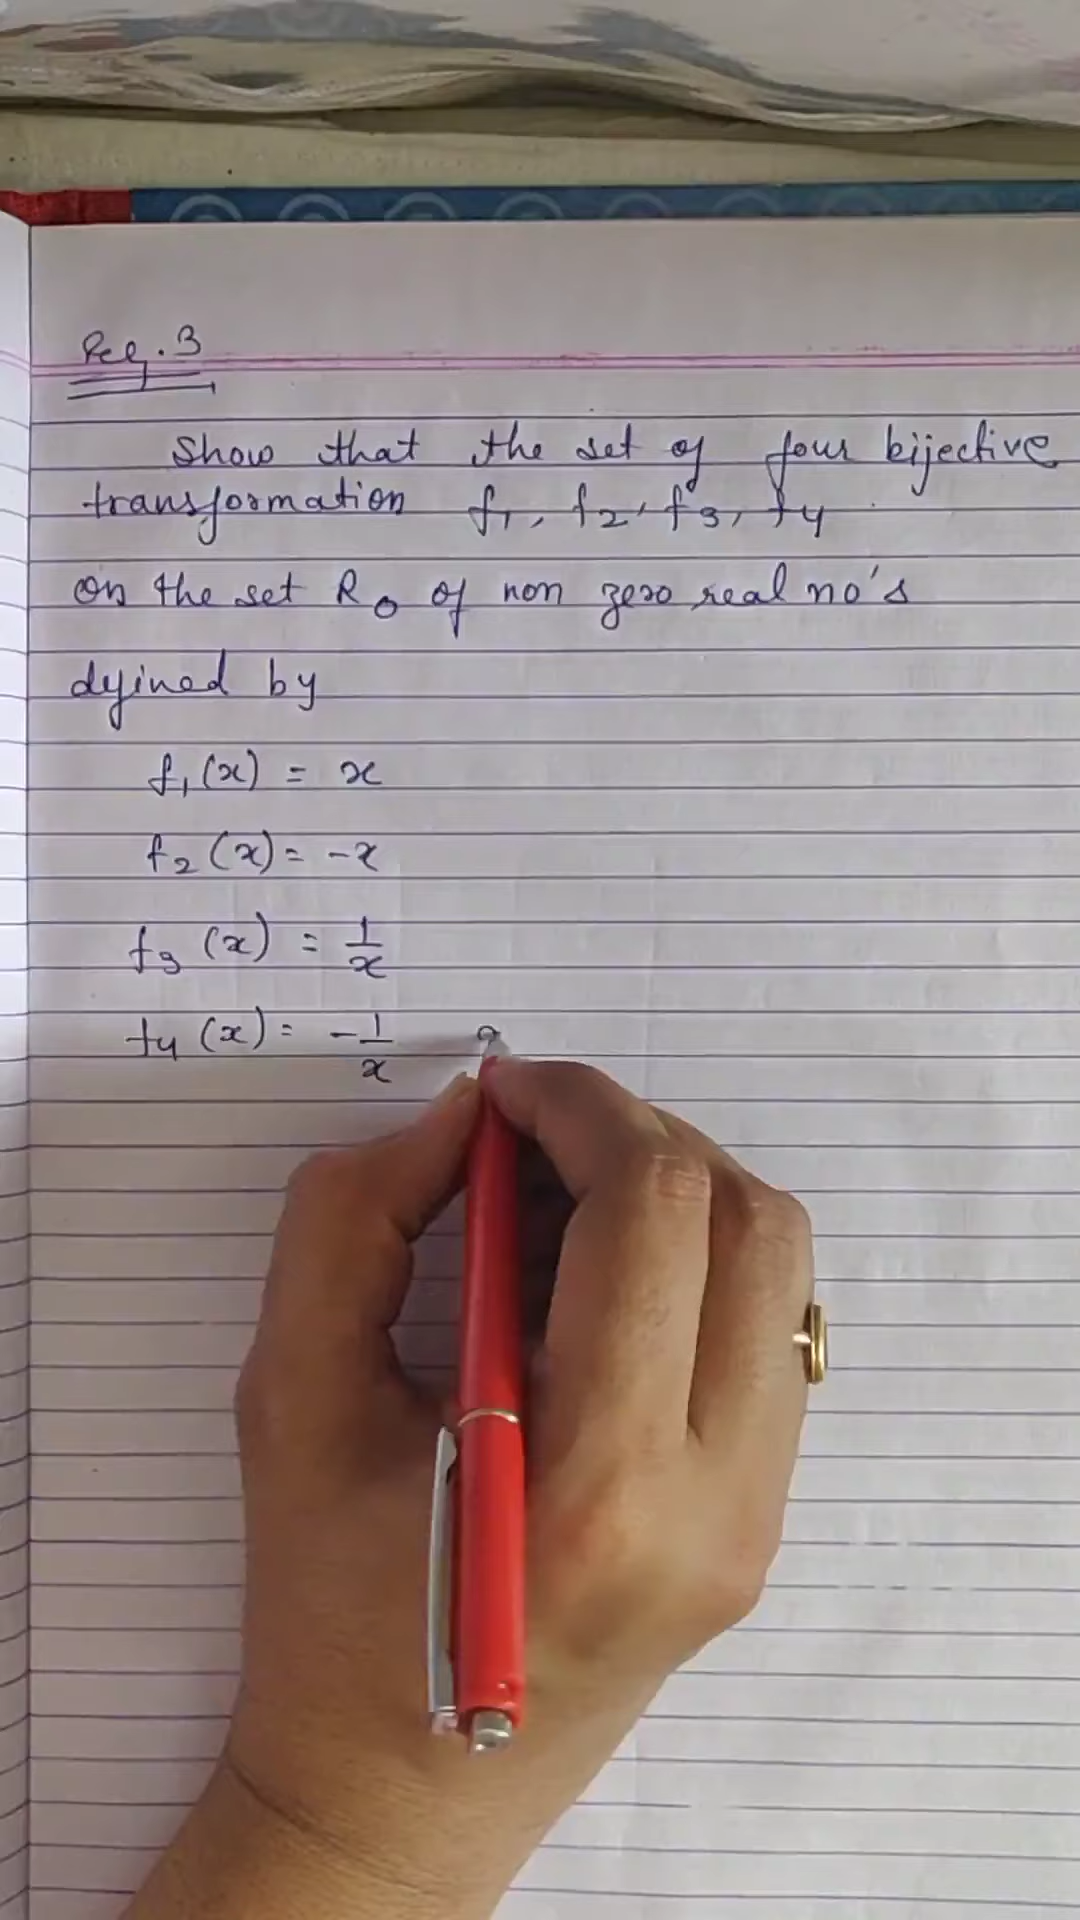 Peg. 3
Show that the set of four bijective
transformation f1, f2, f3, f4
on the set R0 of non zero real no's
defined by
f1(x) = x
f2(x) = -x
f3(x) = 1/x
f4(x) = -1/x